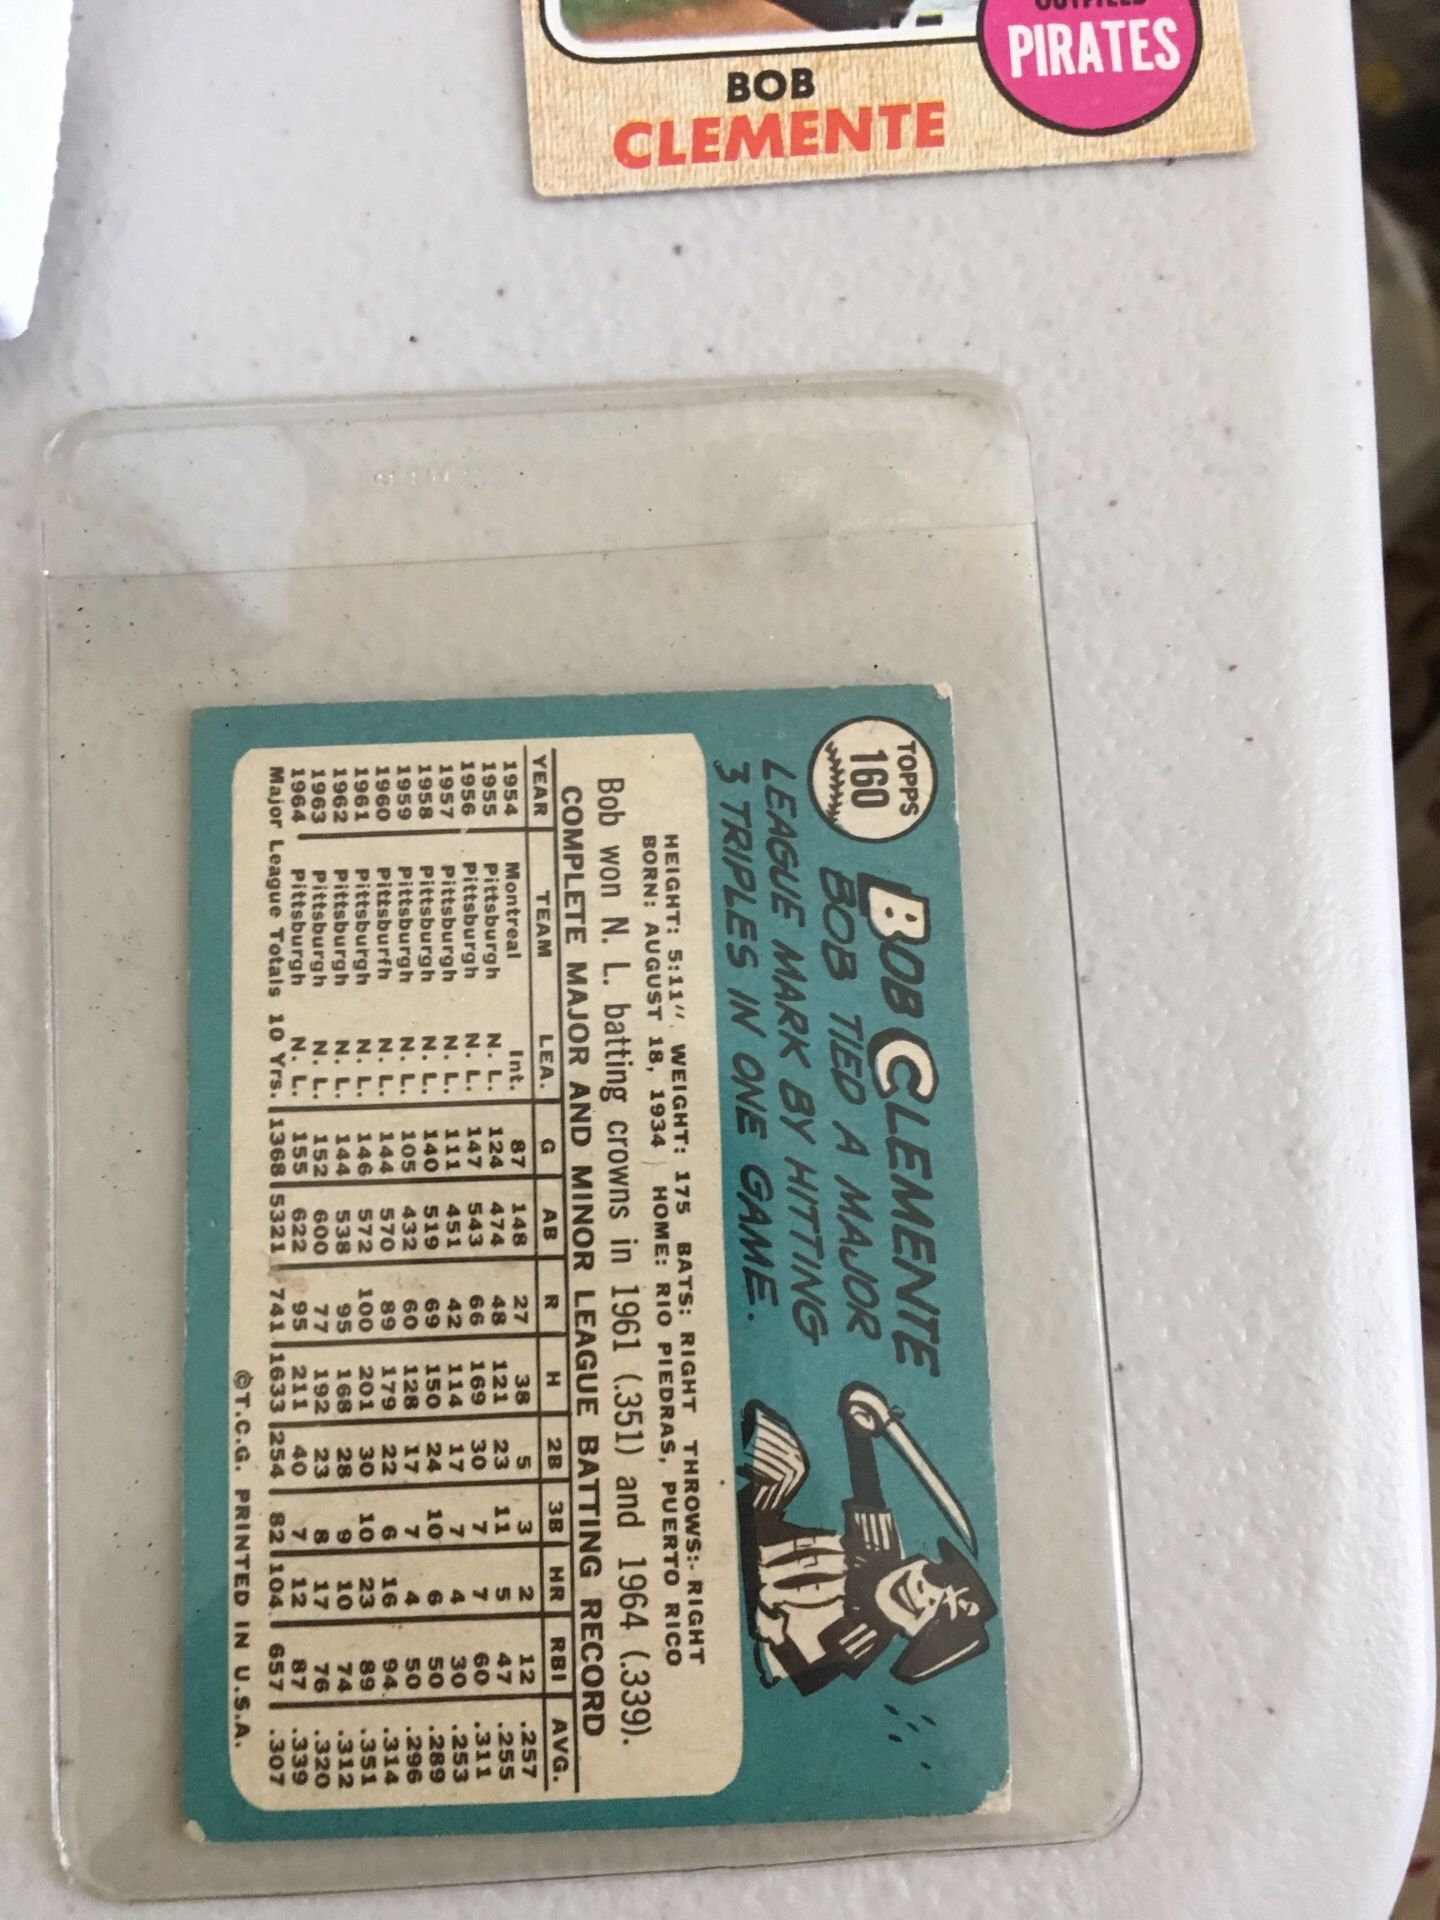 PIRATES
BOB
CLEMENTE
TOPPS
160
BOB CLEMENTE
BOB TIED A MAJOR
LEAGUE MARK BY HITTING
3 TRIPLES IN ONE GAME.
HEIGHT: 5:11" WEIGHT: 175 BATS: RIGHT THROWS: RIGHT
BORN: AUGUST 18, 1934 HOME: RIO PIEDRAS, PUERTO RICO
Bob won N. L. batting crowns in 1961 (.351) and 1964 (.339).
COMPLETE MAJOR AND MINOR LEAGUE BATTING RECORD
YEAR TEAM LEA. G AB R H 2B 3B HR RBI AVG.
1954 Montreal Int. 87 148 27 38 5 3 2 12 .257
1955 Pittsburgh N. L. 124 474 48 121 23 11 5 47 .255
1956 Pittsburgh N. L. 147 543 66 169 30 7 7 60 .311
1957 Pittsburgh N. L. 111 451 42 114 17 7 4 30 .253
1958 Pittsburgh N. L. 140 519 69 150 24 10 6 50 .289
1959 Pittsburgh N. L. 105 432 60 128 17 7 4 50 .296
1960 Pittsburfh N. L. 144 570 89 179 22 6 16 94 .314
1961 Pittsburgh N. L. 146 572 100 201 30 10 23 89 .351
1962 Pittsburgh N. L. 144 538 95 168 28 9 10 74 .312
1963 Pittsburgh N. L. 152 600 77 192 23 8 17 76 .320
1964 Pittsburgh N. L. 155 622 95 211 40 7 12 87 .339
Major League Totals 10 Yrs. 1368 5321 741 1633 254 82 104 657 .307
©T.C.G. PRINTED IN U.S.A.